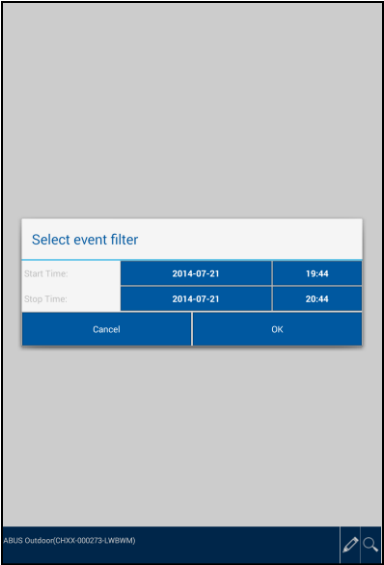 Select event filter
Start Time: 2014-07-21 19:44
Stop Time: 2014-07-21 20:44
Cancel OK
ABUS Outdoor(CHXX-000273-LWBWM)